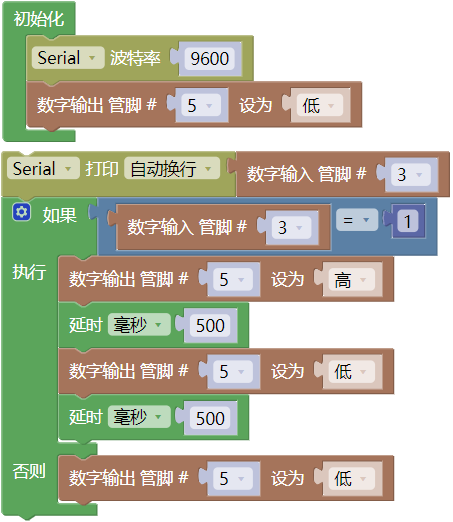 初始化
Serial 波特率 9600
数字输出 管脚 # 5 设为 低
Serial 打印 自动换行 数字输入 管脚 # 3
如果 数字输入 管脚 # 3 = 1
执行 数字输出 管脚 # 5 设为 高
延时 毫秒 500
数字输出 管脚 # 5 设为 低
延时 毫秒 500
否则 数字输出 管脚 # 5 设为 低